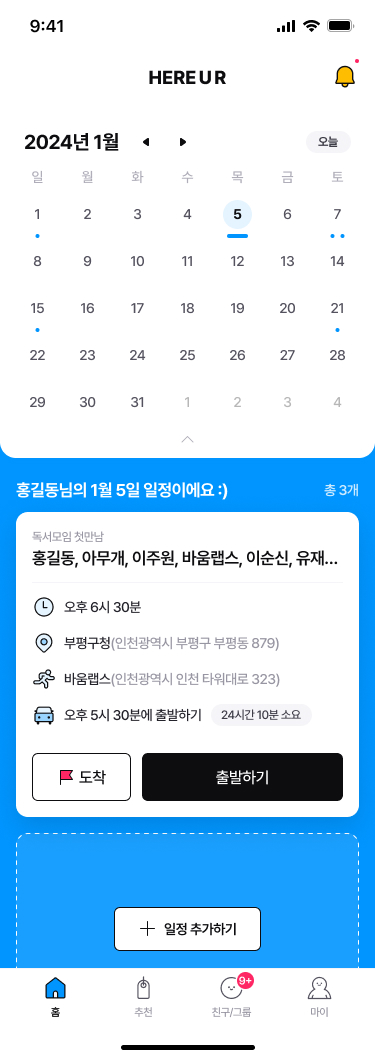 9:41
HERE U R
2024년 1월 오늘
일 월 화 수 목 금 토
1 2 3 4 5 6 7
8 9 10 11 12 13 14
15 16 17 18 19 20 21
22 23 24 25 26 27 28
29 30 31 1 2 3 4
홍길동님의 1월 5일 일정이에요 :) 총 3개
독서모임 첫만남
홍길동, 아무개, 이주원, 바움랩스, 이순신, 유재...
오후 6시 30분
부평구청(인천광역시 부평구 부평동 879)
바움랩스(인천광역시 인천 타워대로 323)
오후 5시 30분에 출발하기 24시간 10분 소요
도착 출발하기
일정 추가하기
9+
홈 추천 친구/그룹 마이